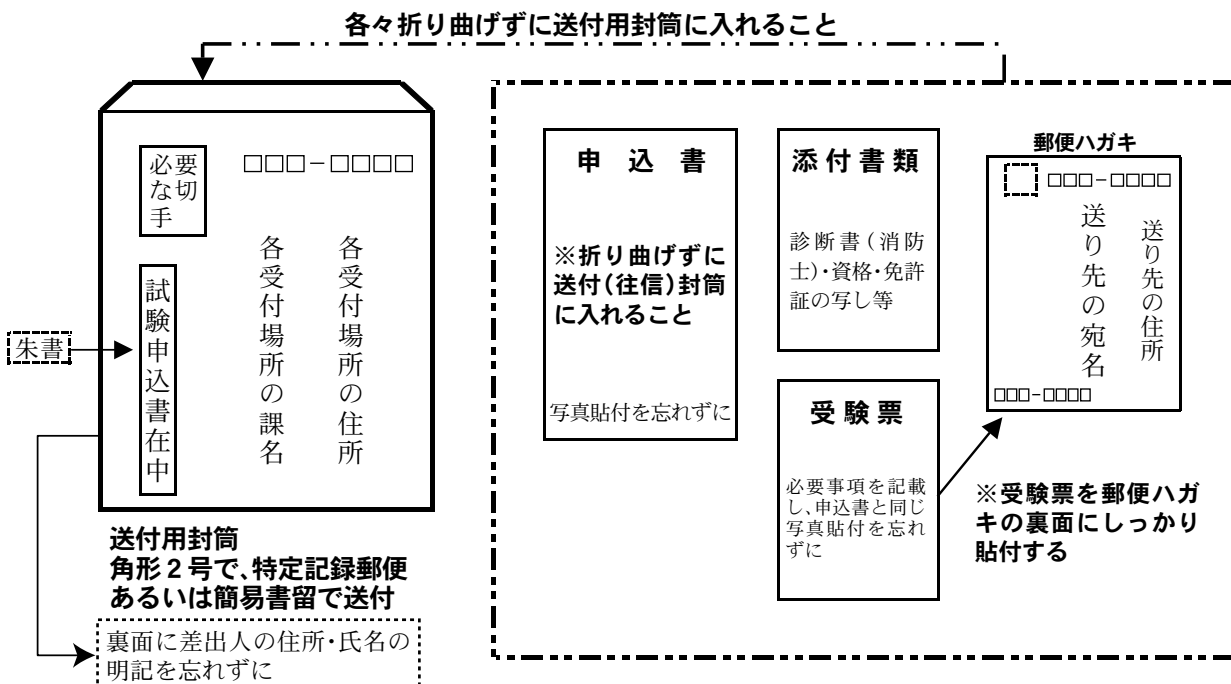 各々折り曲げずに送付用封筒に入れること
必要な切手
□□□-□□□□
各受付場所の住所
各受付場所の課名
試験申込書在中
朱書
送付用封筒
角形2号で、特定記録郵便
あるいは簡易書留で送付
裏面に差出人の住所・氏名の
明記を忘れずに
申込書
※折り曲げずに
送付(往信)封筒
に入れること
写真貼付を忘れずに
添付書類
診断書(消防
士)・資格・免許
証の写し等
受験票
必要事項を記載
し、申込書と同じ
写真貼付を忘れ
ずに
郵便ハガキ
□□□-□□□□
送り先の住所
送り先の宛名
□□□-□□□□
※受験票を郵便ハガ
キの裏面にしっかり
貼付する